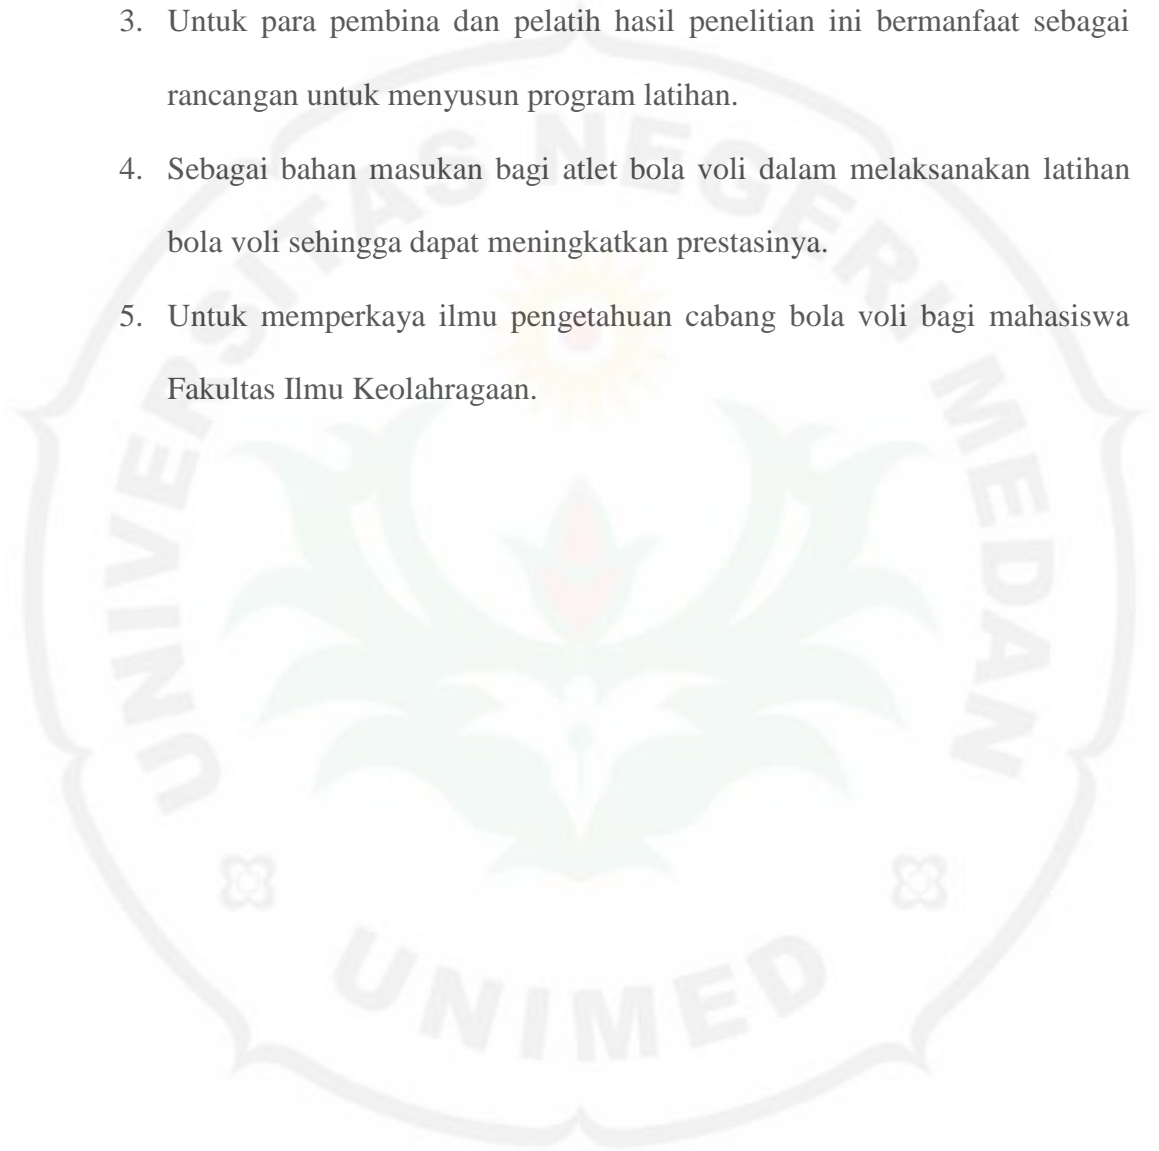 3. Untuk para pembina dan pelatih hasil penelitian ini bermanfaat sebagai
rancangan untuk menyusun program latihan.
4. Sebagai bahan masukan bagi atlet bola voli dalam melaksanakan latihan
bola voli sehingga dapat meningkatkan prestasinya.
5. Untuk memperkaya ilmu pengetahuan cabang bola voli bagi mahasiswa
Fakultas Ilmu Keolahragaan.
UNIVERSITAS NEGERI MEDAN
UNIMED